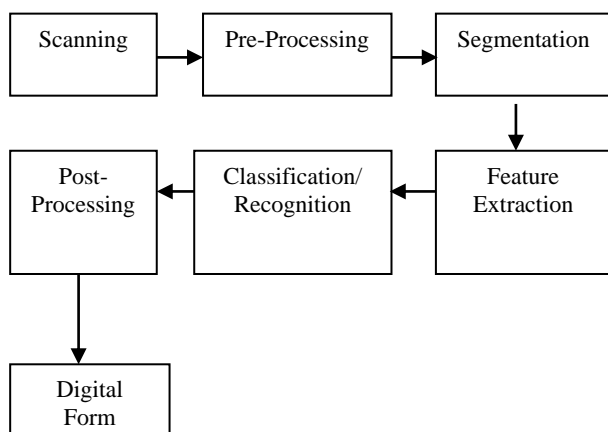 Scanning
Pre-Processing
Segmentation
Feature
Extraction
Classification/
Recognition
Post-
Processing
Digital
Form